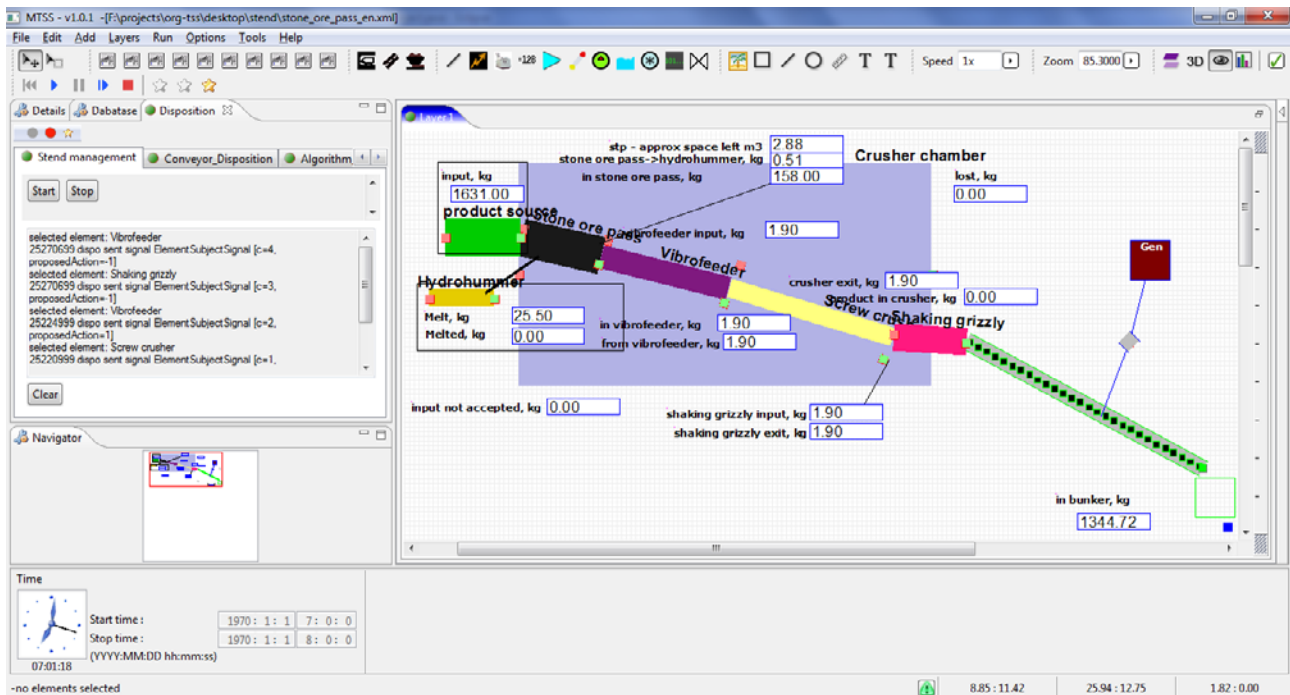 MTSS - v1.0.1 -[F:\projects\org-tss\desktop\stend\stone_ore_pass_en.xml]
File Edit Add Layers Run Options Tools Help
+128 T T Speed 1x Zoom 85.3000 3D
Details Dabatase Disposition
Stend management Conveyor_Disposition Algorithm
Start Stop
selected element: Vibrofeeder
25270699 dispo sent signal ElementSubjectSignal [c=4,
proposedAction=-1]
selected element: Shaking grizzly
25270699 dispo sent signal ElementSubjectSignal [c=3,
proposedAction=-1]
selected element: Vibrofeeder
25224999 dispo sent signal ElementSubjectSignal [c=2,
proposedAction=1]
selected element: Screw crusher
25220999 dispo sent signal ElementSubjectSignal [c=1,
Clear
Navigator
Layer1
stp - approx space left m3 2.88
stone ore pass->hydrohummer, kg 0.51
in stone ore pass, kg 158.00
Crusher chamber
input, kg
1631.00
lost, kg
0.00
product source
Stone ore pass
vibrofeeder input, kg 1.90
Vibrofeeder
Gen
Hydrohummer
crusher exit, kg 1.90
product in crusher, kg 0.00
Melt, kg 25.50
Melted, kg 0.00
in vibrofeeder, kg 1.90
from vibrofeeder, kg 1.90
Screw
Shaking grizzly
input not accepted, kg 0.00
shaking grizzly input, kg 1.90
shaking grizzly exit, kg 1.90
in bunker, kg
1344.72
Time
Start time : 1970: 1: 1 7: 0: 0
Stop time : 1970: 1: 1 8: 0: 0
(YYYY:MM:DD hh:mm:ss)
07:01:18
-no elements selected 8.85 : 11.42 25.94 : 12.75 1.82 : 0.00